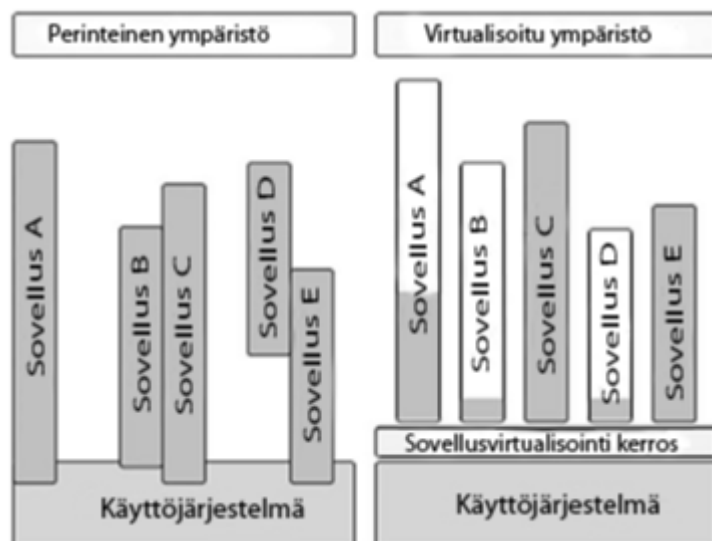 Perinteinen ympäristö
Sovellus A
Sovellus B
Sovellus C
Sovellus D
Sovellus E
Käyttöjärjestelmä
Virtualisoitu ympäristö
Sovellus A
Sovellus B
Sovellus C
Sovellus D
Sovellus E
Sovellusvirtualisointi kerros
Käyttöjärjestelmä